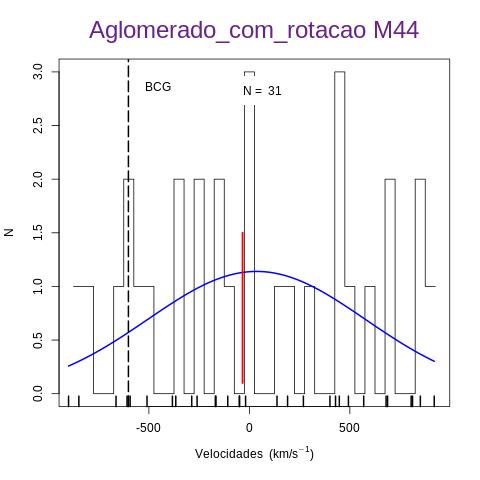 Aglomerado_com_rotacao M44
BCG
N = 31
3.0
2.5
2.0
1.5
1.0
0.5
0.0
N
-500 0 500
Velocidades (km/s⁻¹)